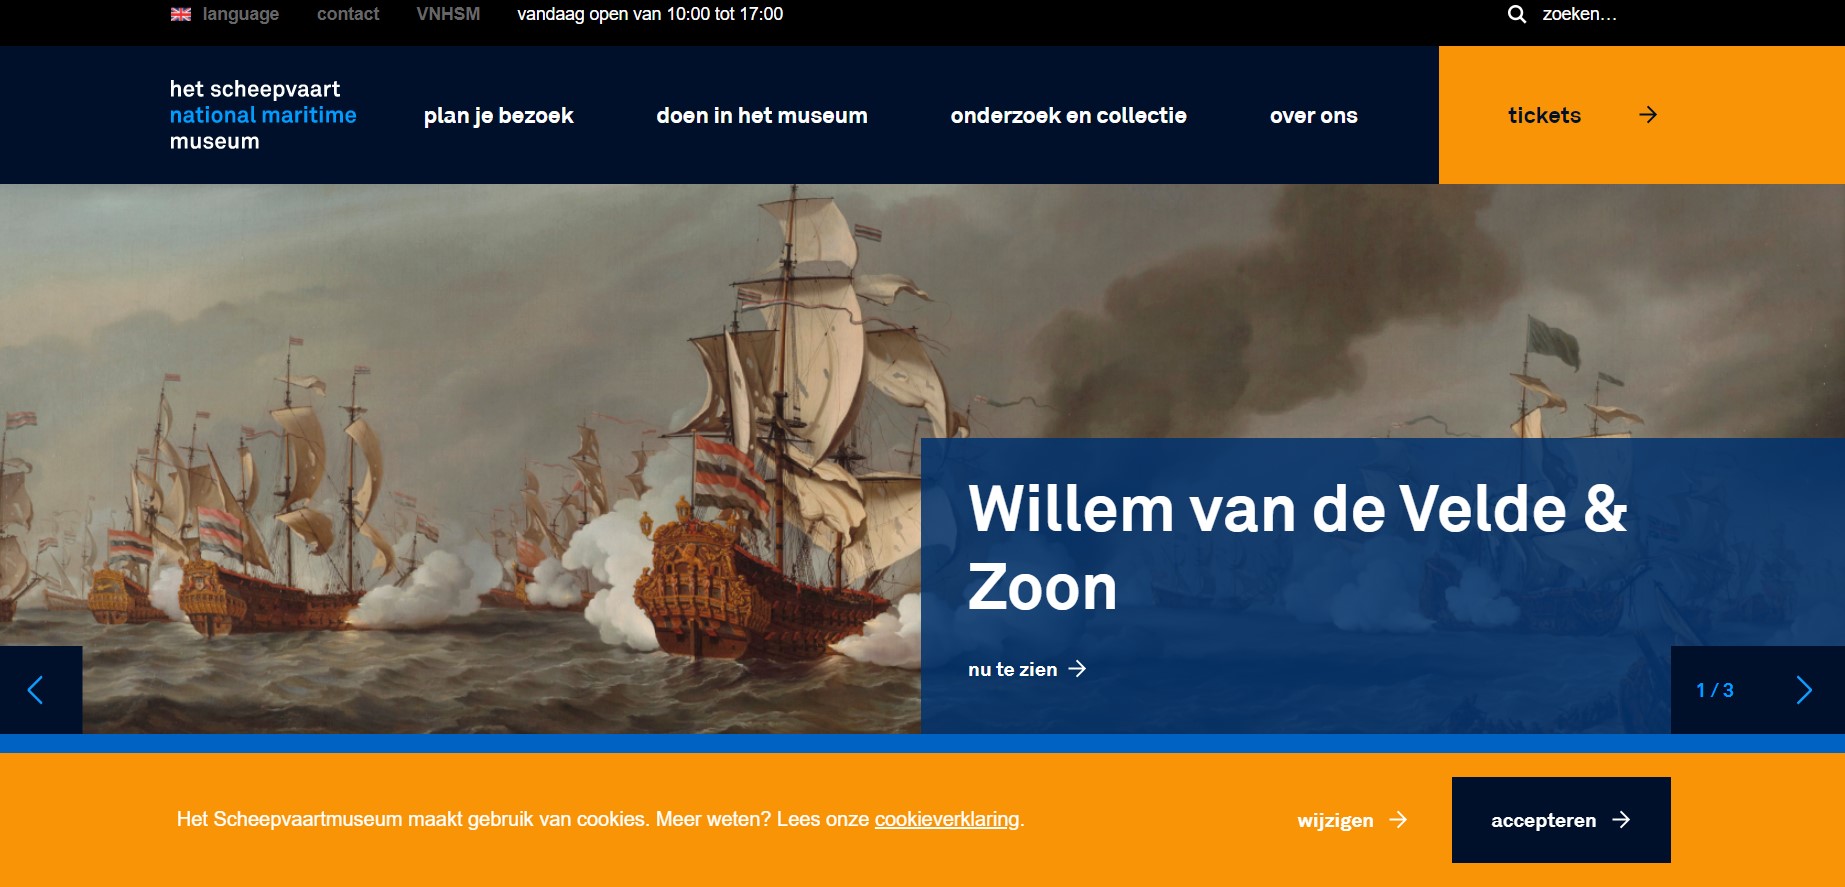 language contact VNHSM vandaag open van 10:00 tot 17:00 zoeken...
het scheepvaart
national maritime
museum
plan je bezoek doen in het museum onderzoek en collectie over ons tickets
Willem van de Velde &
Zoon
nu te zien
1 / 3
Het Scheepvaartmuseum maakt gebruik van cookies. Meer weten? Lees onze cookieverklaring.
wijzigen accepteren